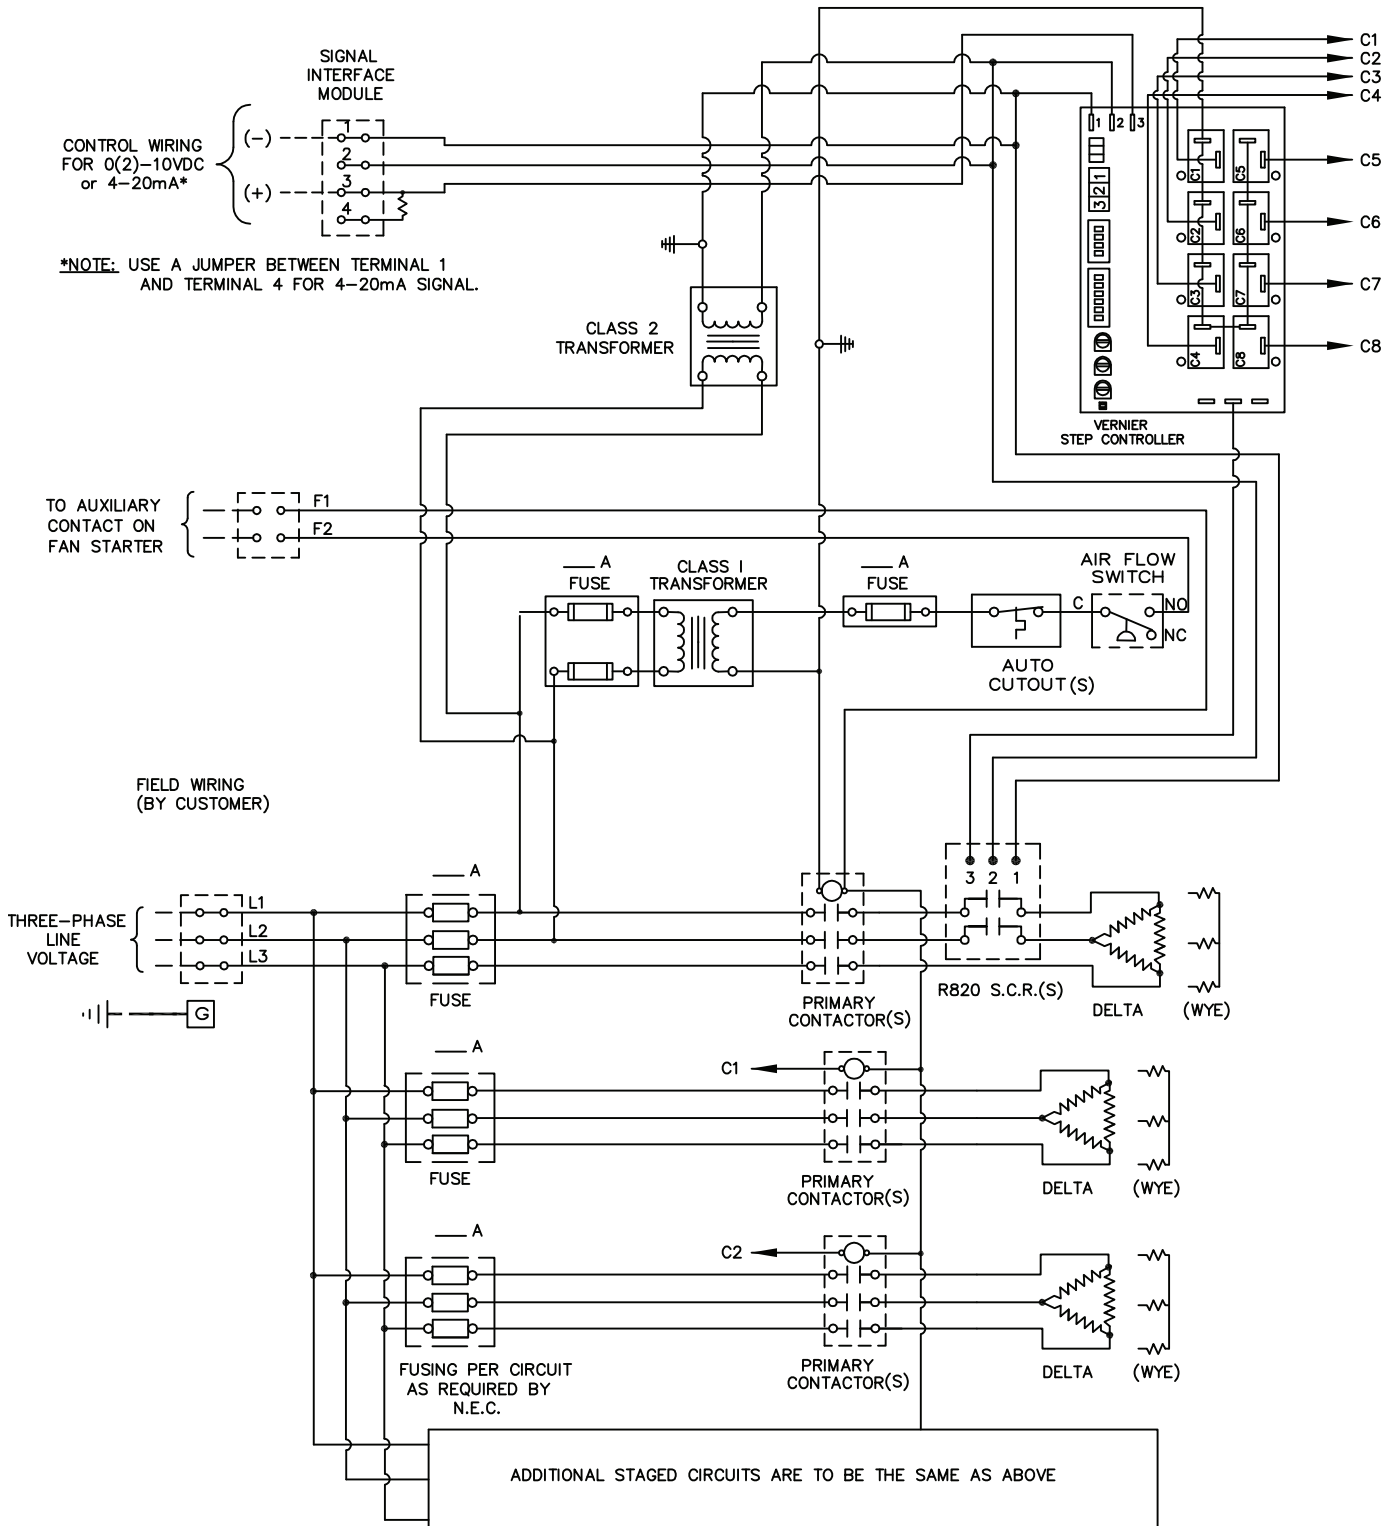 SIGNAL
INTERFACE
MODULE
CONTROL WIRING
FOR 0(2)-10VDC
or 4-20mA*
(-)
(+)
1
2
3
4
*NOTE: USE A JUMPER BETWEEN TERMINAL 1
AND TERMINAL 4 FOR 4-20mA SIGNAL.
CLASS 2
TRANSFORMER
C1
C2
C3
C4
C5
C6
C7
C8
1 2 3
1
2
3
C1
C5
C2
C6
C3
C7
C4
C8
VERNIER
STEP CONTROLLER
TO AUXILIARY
CONTACT ON
FAN STARTER
F1
F2
A
FUSE
CLASS I
TRANSFORMER
A
FUSE
AUTO
CUTOUT(S)
AIR FLOW
SWITCH
C
NO
NC
FIELD WIRING
(BY CUSTOMER)
THREE-PHASE
LINE
VOLTAGE
L1
L2
L3
G
A
FUSE
PRIMARY
CONTACTOR(S)
3 2 1
R820 S.C.R.(S)
DELTA
(WYE)
A
FUSE
C1
PRIMARY
CONTACTOR(S)
DELTA
(WYE)
A
C2
FUSING PER CIRCUIT
AS REQUIRED BY
N.E.C.
PRIMARY
CONTACTOR(S)
DELTA
(WYE)
ADDITIONAL STAGED CIRCUITS ARE TO BE THE SAME AS ABOVE